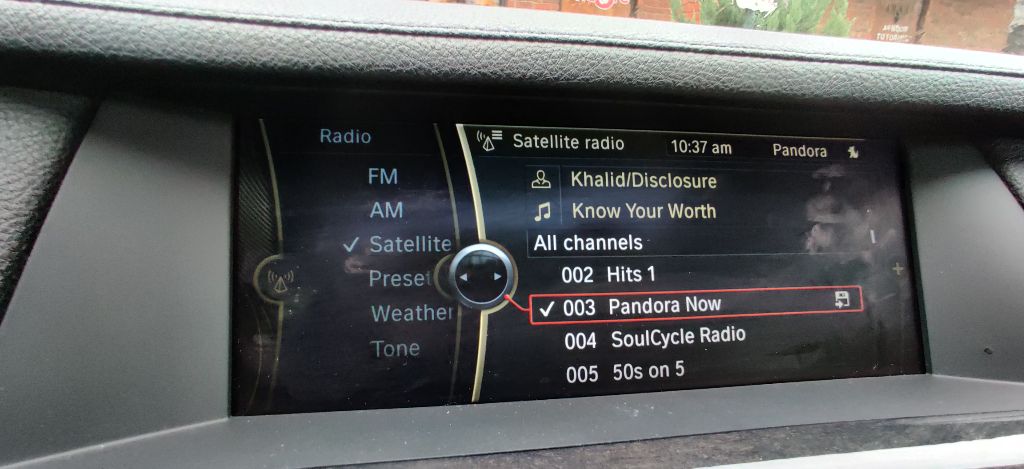 Radio
FM
AM
Satellite
Preset
Weather
Tone
Satellite radio 10:37 am Pandora
Khalid/Disclosure
Know Your Worth
All channels
002 Hits 1
003 Pandora Now
004 SoulCycle Radio
005 50s on 5